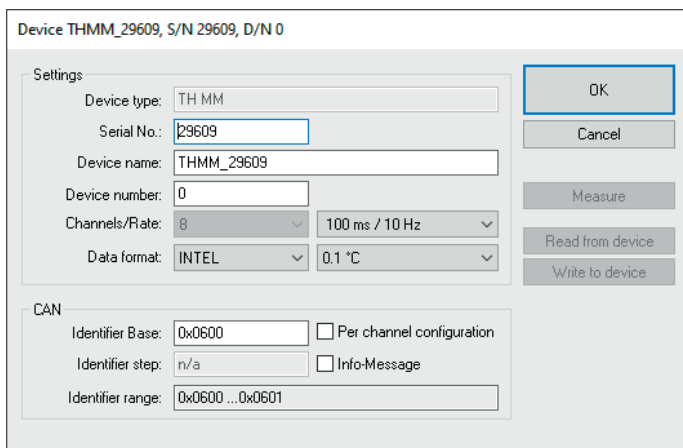 Device THMM_29609, S/N 29609, D/N 0
Settings
Device type: TH MM
Serial No.: 29609
Device name: THMM_29609
Device number: 0
Channels/Rate: 8 100 ms / 10 Hz
Data format: INTEL 0.1 °C
OK
Cancel
Measure
Read from device
Write to device
CAN
Identifier Base: 0x0600 Per channel configuration
Identifier step: n/a Info-Message
Identifier range: 0x0600 ...0x0601